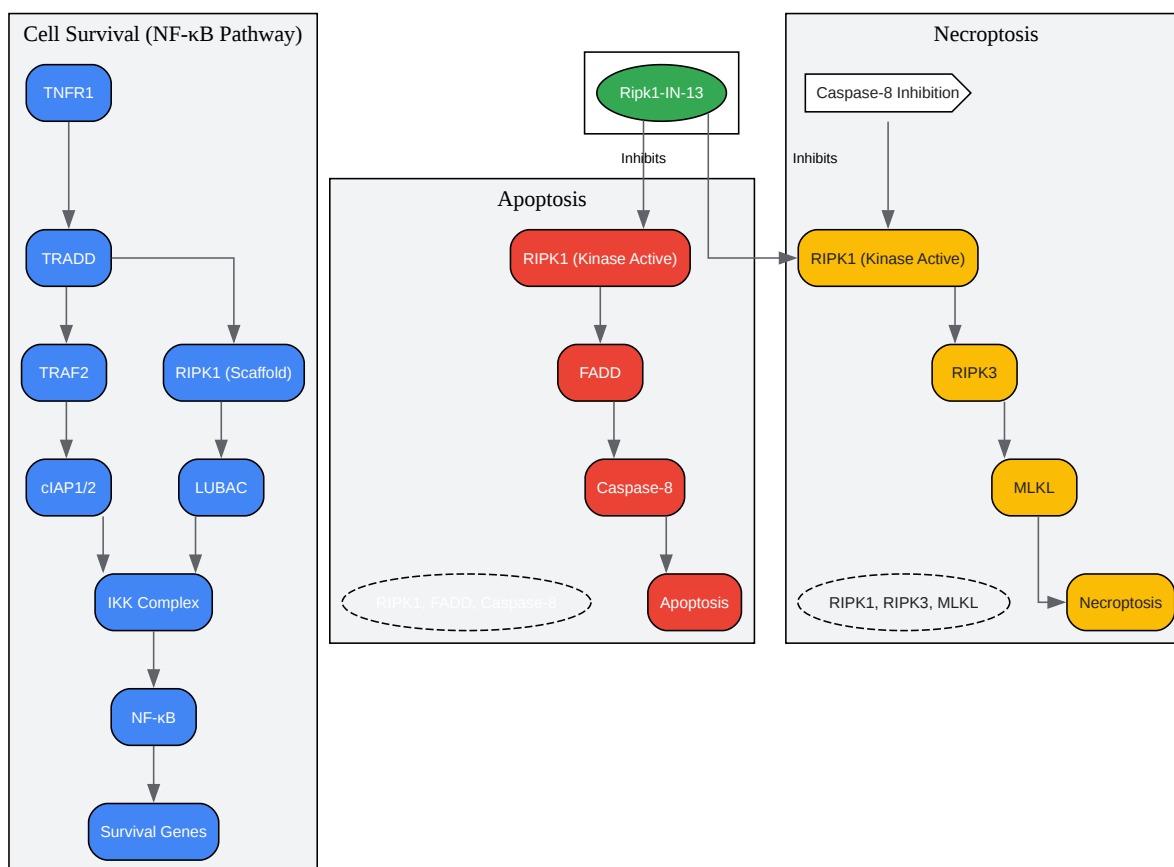 Cell Survival (NF-κB Pathway)
TNFR1
TRADD
TRAF2
RIPK1 (Scaffold)
cIAP1/2
LUBAC
IKK Complex
NF-κB
Survival Genes
Ripk1-IN-13
Inhibits
Apoptosis
RIPK1 (Kinase Active)
FADD
Caspase-8
RIPK1, FADD, Caspase-8
Apoptosis
Necroptosis
Caspase-8 Inhibition
Inhibits
RIPK1 (Kinase Active)
RIPK3
MLKL
RIPK1, RIPK3, MLKL
Necroptosis